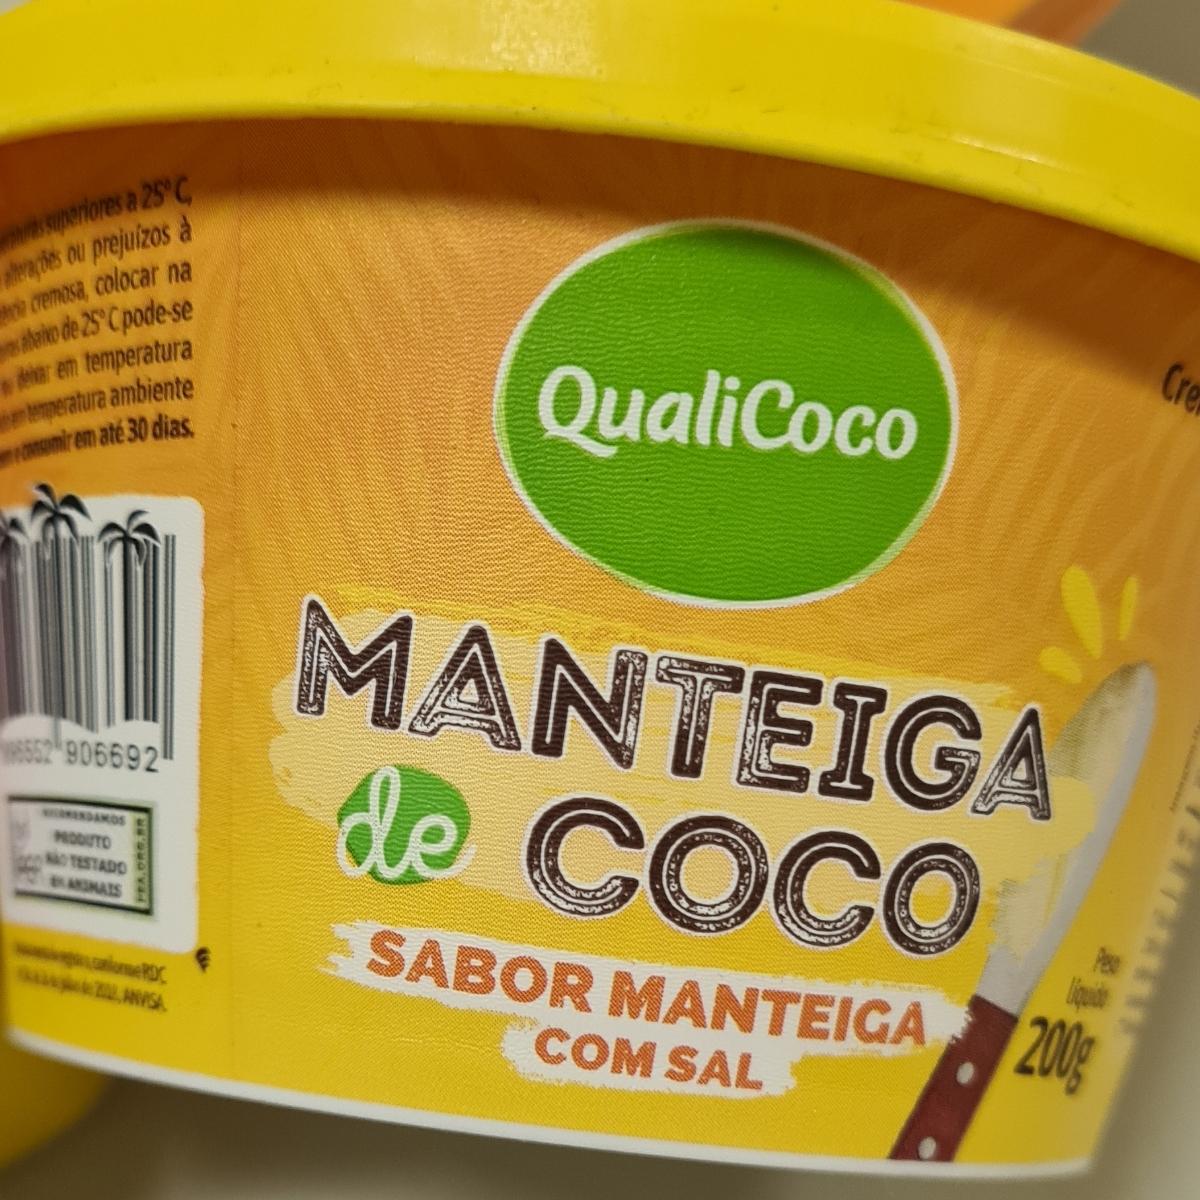 superiores a 25° C,
alterações ou prejuízos à
cremosa, colocar na
abaixo de 25° C pode-se
deixar em temperatura
em temperatura ambiente
consumir em até 30 dias.
906692
RECOMENDAMOS
PRODUTO
NÃO TESTADO
EM ANIMAIS
QualiCoco
MANTEIGA
de COCO
SABOR MANTEIGA
COM SAL
Peso
Líquido
200g